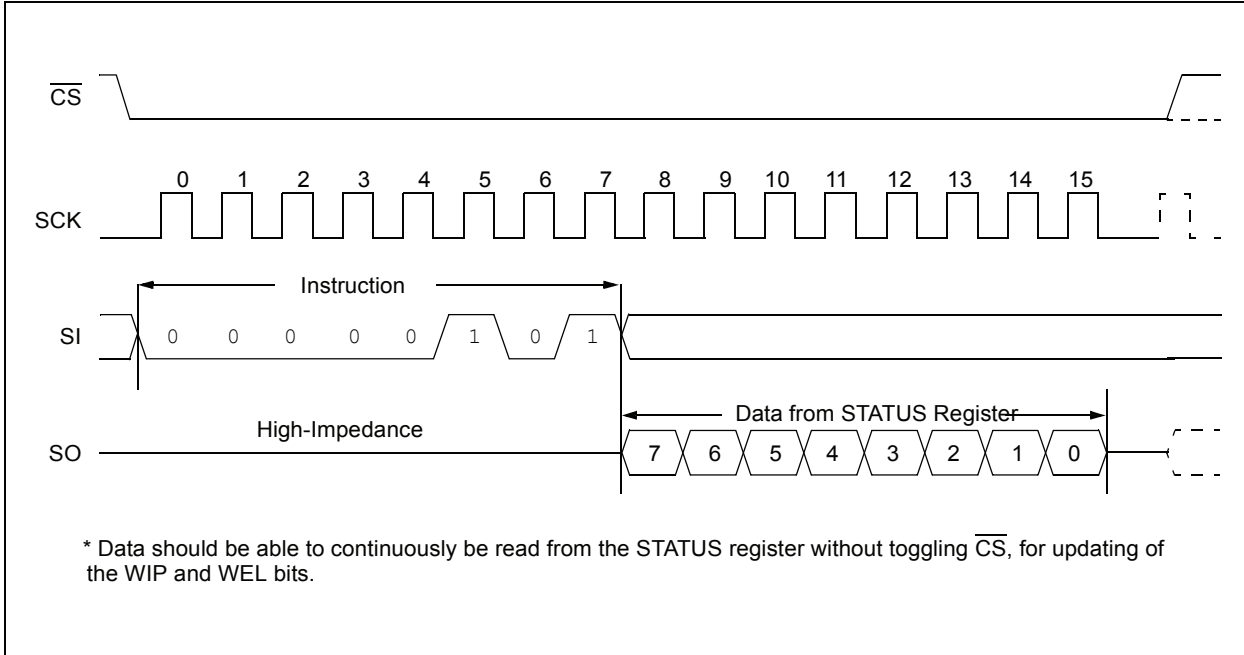 C̅S̅
0 1 2 3 4 5 6 7 8 9 10 11 12 13 14 15
SCK
Instruction
SI
0 0 0 0 0 1 0 1
Data from STATUS Register
High-Impedance
SO
7 6 5 4 3 2 1 0
* Data should be able to continuously be read from the STATUS register without toggling C̅S̅, for updating of
the WIP and WEL bits.